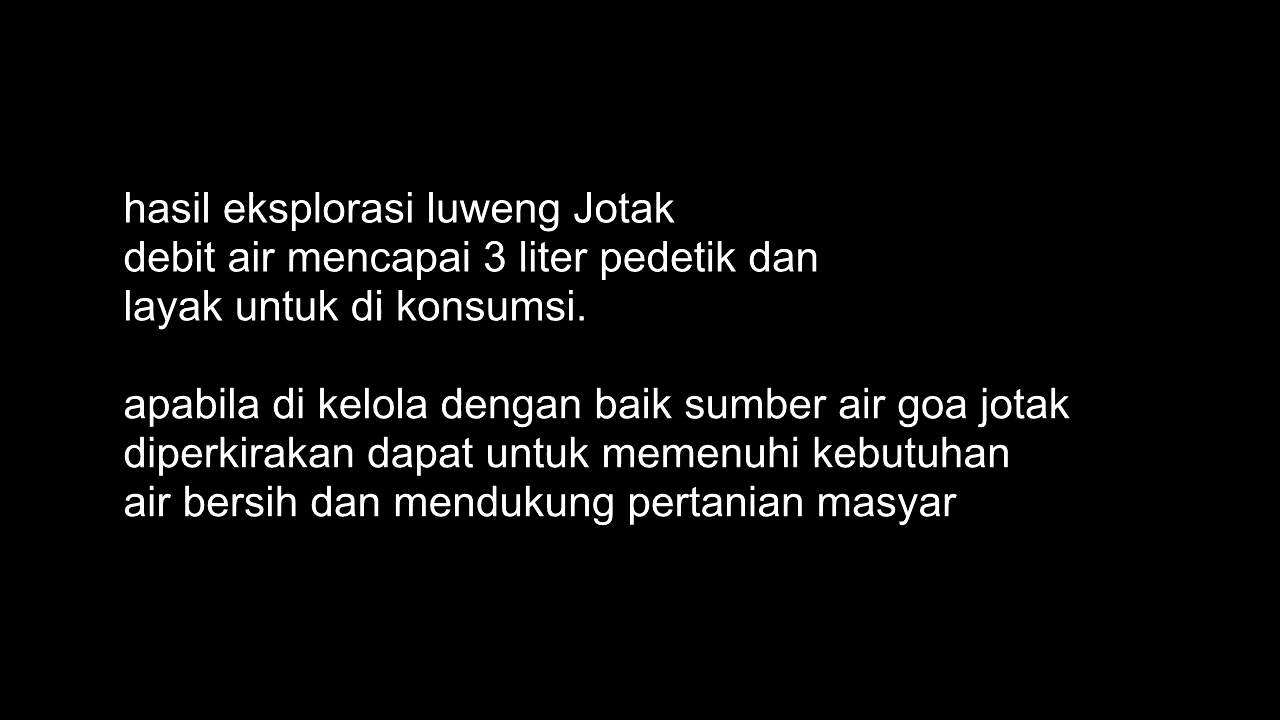 hasil eksplorasi luweng Jotak
debit air mencapai 3 liter pedetik dan
layak untuk di konsumsi.
apabila di kelola dengan baik sumber air goa jotak
diperkirakan dapat untuk memenuhi kebutuhan
air bersih dan mendukung pertanian masyar